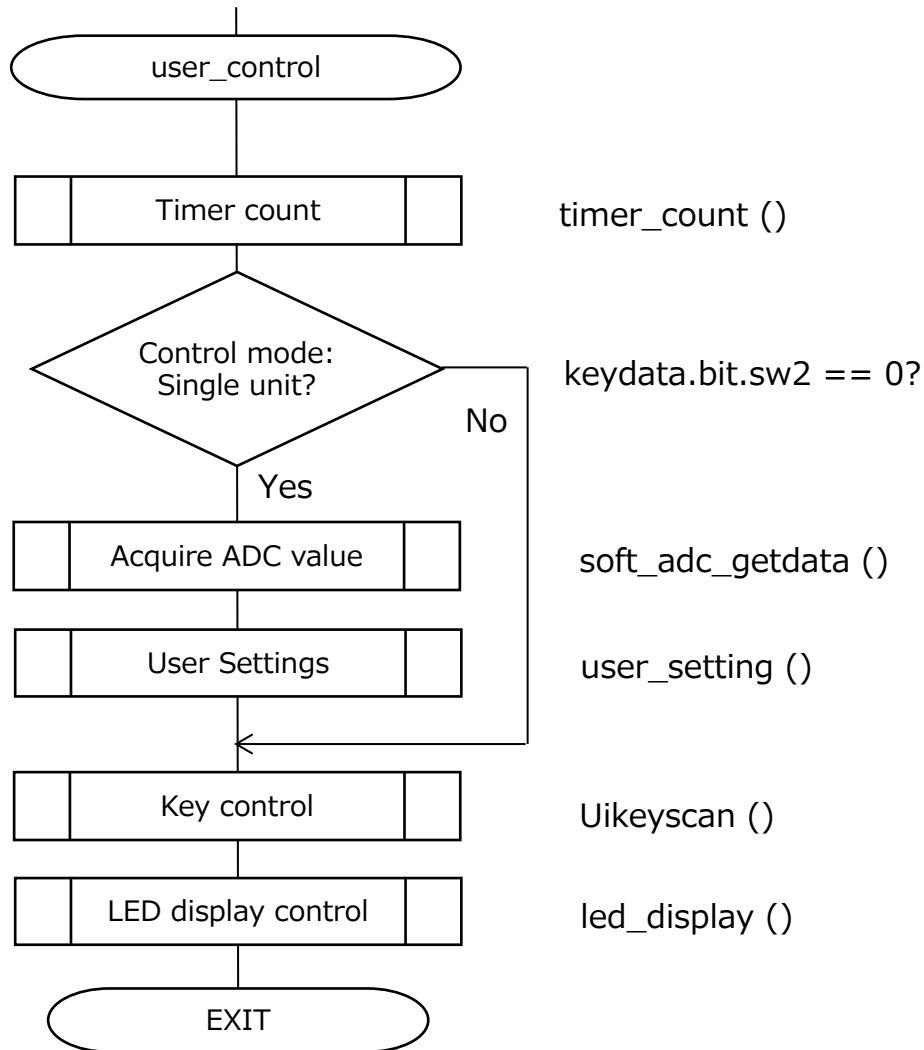 user_control
Timer count
timer_count ()
Control mode:
Single unit?
keydata.bit.sw2 == 0?
No
Yes
Acquire ADC value
soft_adc_getdata ()
User Settings
user_setting ()
Key control
Uikeyscan ()
LED display control
led_display ()
EXIT